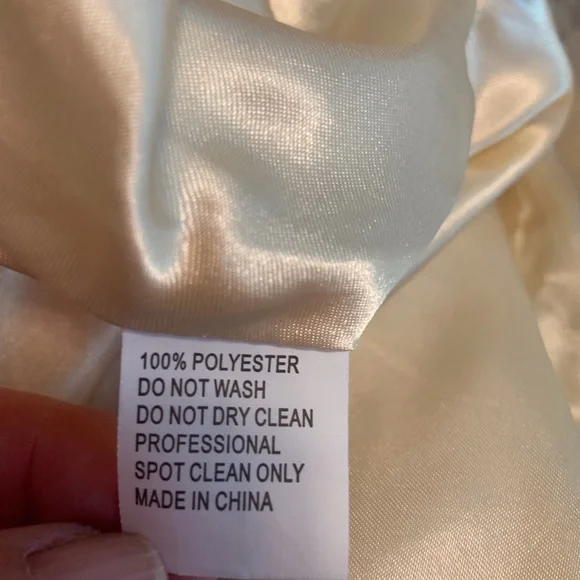 100% POLYESTER
DO NOT WASH
DO NOT DRY CLEAN
PROFESSIONAL
SPOT CLEAN ONLY
MADE IN CHINA